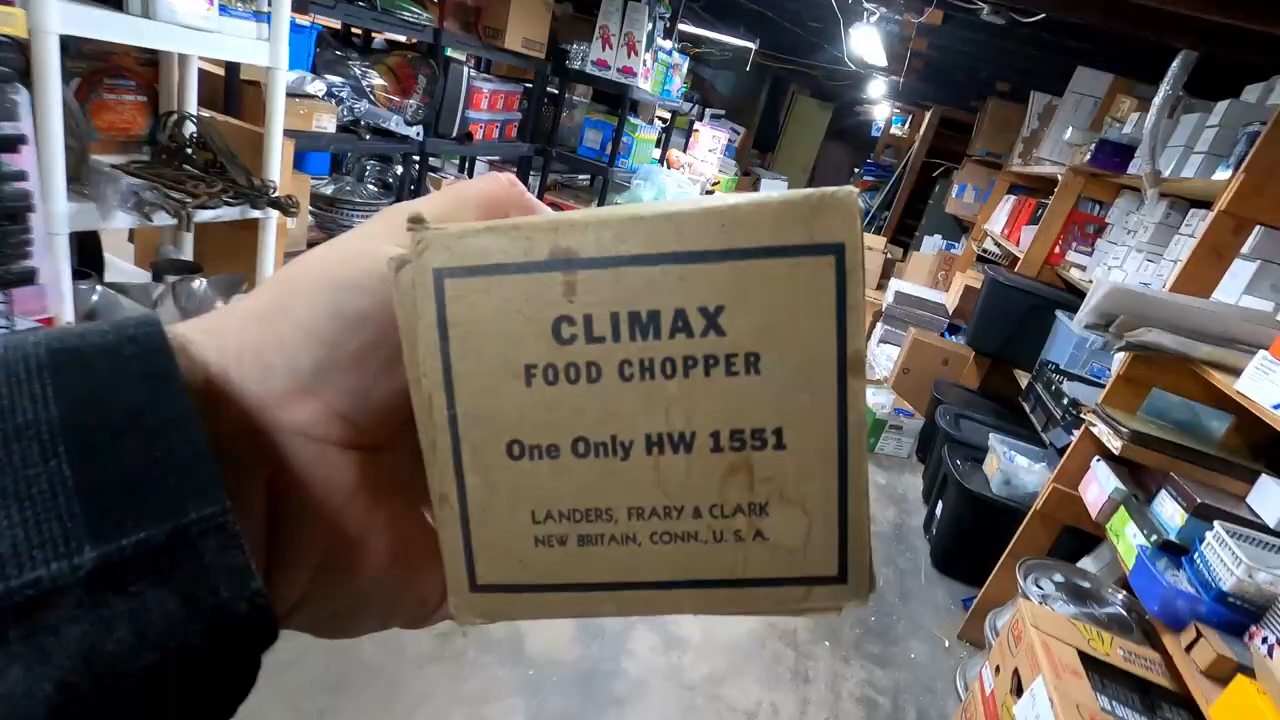 CLIMAX
FOOD CHOPPER
One Only HW 1551
LANDERS, FRARY & CLARK
NEW BRITAIN, CONN., U. S. A.